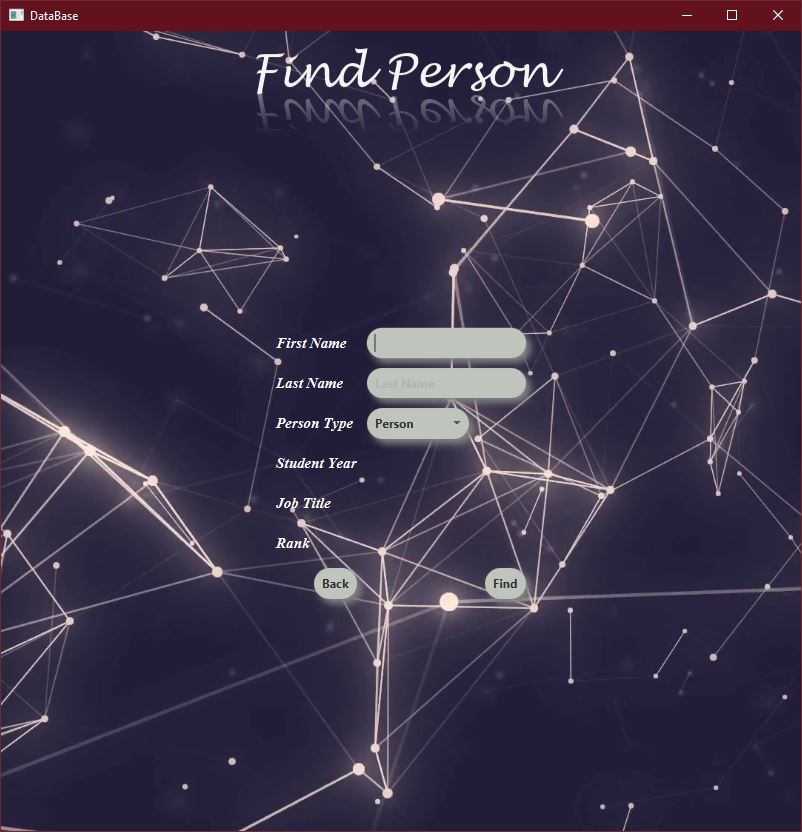 DataBase
Find Person
First Name
Last Name Last Name
Person Type Person
Student Year
Job Title
Rank
Back Find